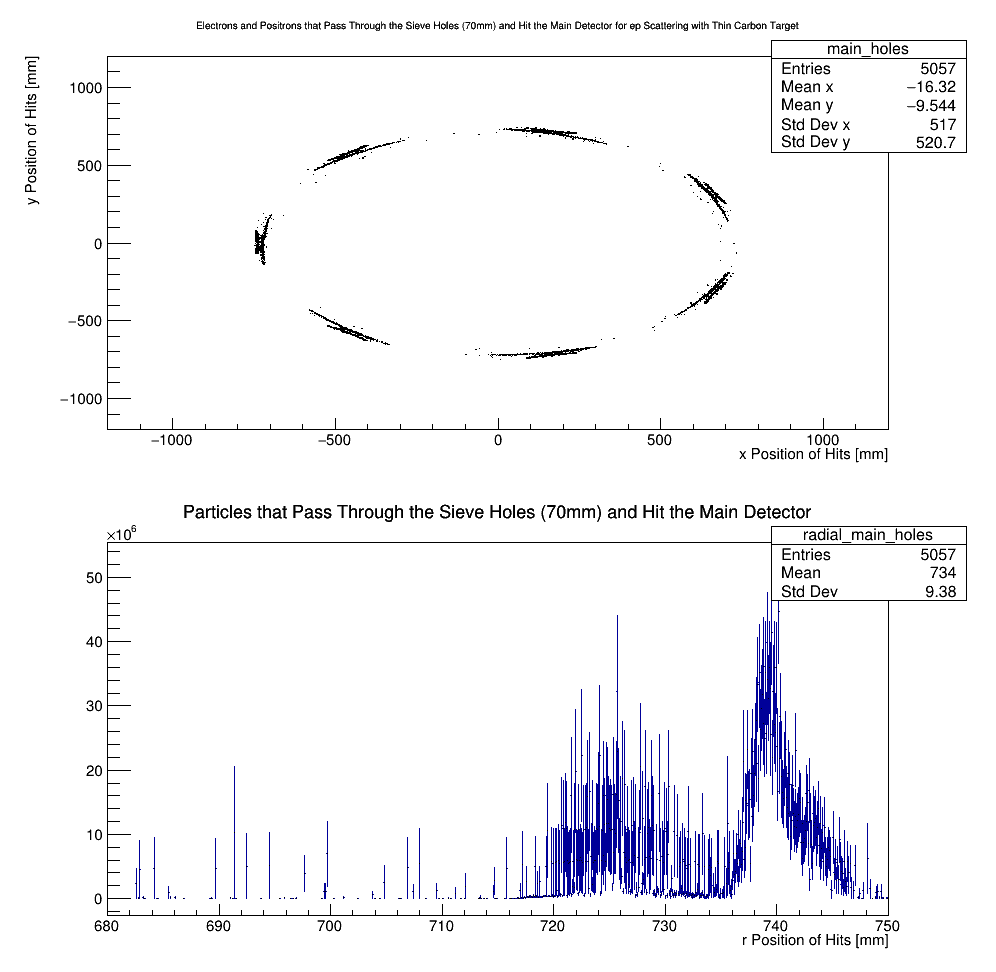 Electrons and Positrons that Pass Through the Sieve Holes (70mm) and Hit the Main Detector for ep Scattering with Thin Carbon Target
main_holes
Entries 5057
Mean x −16.32
Mean y −9.544
Std Dev x 517
Std Dev y 520.7
y Position of Hits [mm]
1000
500
0
−500
−1000
−1000 −500 0 500 1000
x Position of Hits [mm]
Particles that Pass Through the Sieve Holes (70mm) and Hit the Main Detector
×10^6
radial_main_holes
Entries 5057
Mean 734
Std Dev 9.38
50
40
30
20
10
0
680 690 700 710 720 730 740 750
r Position of Hits [mm]